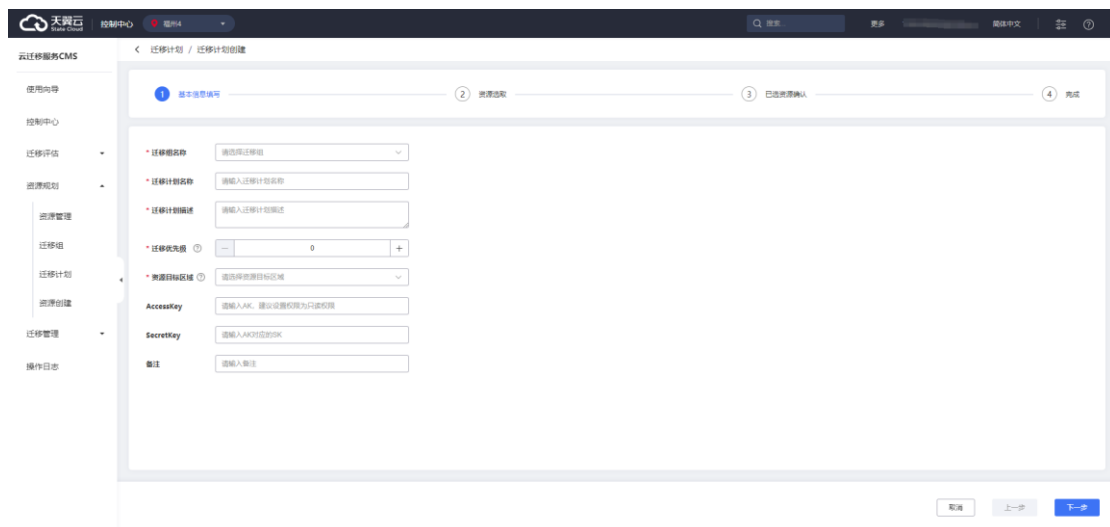 天翼云
State Cloud
控制中心
福州4
搜索...
更多
简体中文
云迁移服务CMS
迁移计划 / 迁移计划创建
使用向导
控制中心
迁移评估
资源规划
资源管理
迁移组
迁移计划
资源创建
迁移管理
操作日志
1 基本信息填写
2 资源选取
3 已选资源确认
4 完成
* 迁移组名称 请选择迁移组
* 迁移计划名称 请输入迁移计划名称
* 迁移计划描述 请输入迁移计划描述
* 迁移优先级 ? — 0 +
* 资源目标区域 ? 请选择资源目标区域
AccessKey 请输入AK，建议设置权限为只读权限
SecretKey 请输入AK对应的SK
备注 请输入备注
取消
上一步
下一步